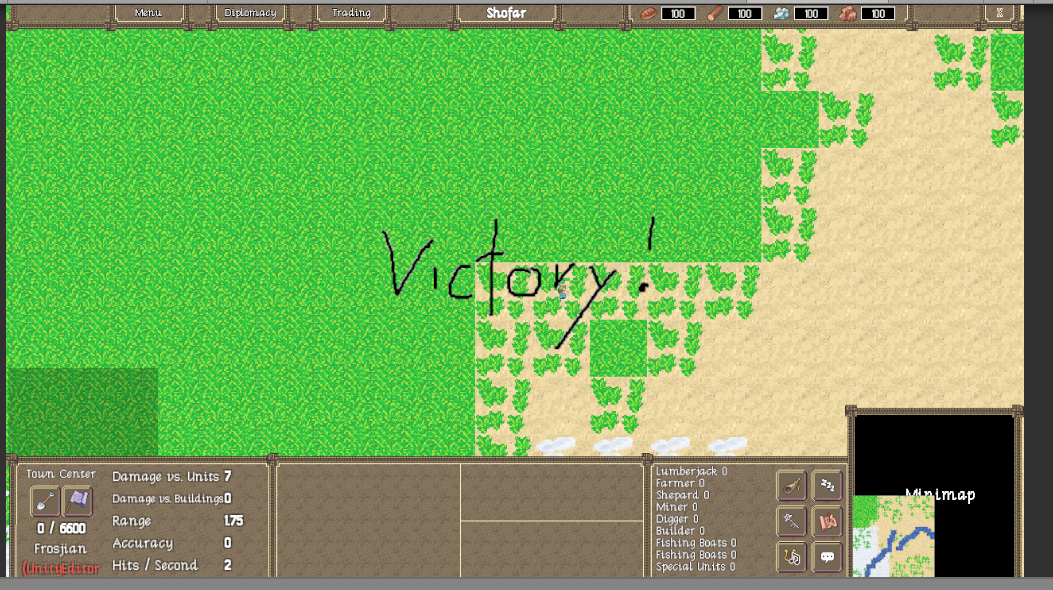 Menu Diplomacy Trading Shofar 100 100 100 100 X
Victory!
Town Center
0 / 6600
Frosjian
(UnityEditor
Damage vs. Units 7
Damage vs. Buildings 0
Range 1.75
Accuracy 0
Hits / Second 2
Lumberjack 0
Farmer 0
Shepard 0
Miner 0
Digger 0
Builder 0
Fishing Boats 0
Fishing Boats 0
Special Units 0
zzz
Minimap